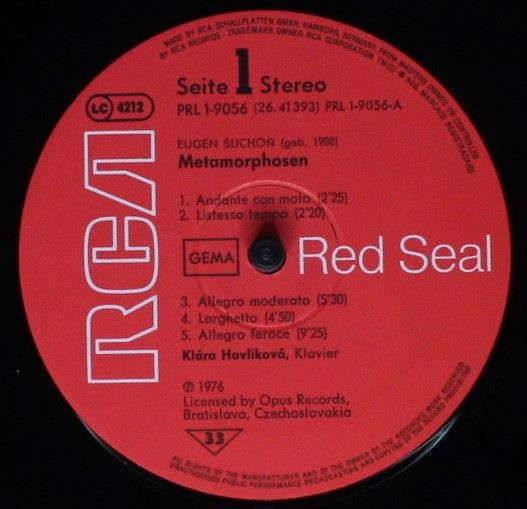 MADE BY RCA SCHALLPLATTEN GMBH, HAMBURG, GERMANY, FROM MASTERS OWNED OR CONTROLLED
BY RCA RECORDS · TRADEMARK OWNER RCA CORPORATION · TM(S) ® REG. MARCA(S) REGISTRADA(S)
Seite 1 Stereo
LC 4212
PRL 1-9056 (26.41393) PRL 1-9056-A
EUGEN SUCHOŇ (geb. 1908)
Metamorphosen
1. Andante con moto (2'25)
2. Listesso tempo (2'20)
RCA
GEMA
Red Seal
3. Allegro moderato (5'30)
4. Larghetto (4'50)
5. Allegro feroce (9'25)
Klára Havlíková, Klavier
℗ 1976
Licensed by Opus Records,
Bratislava, Czechoslovakia
33
ALL RIGHTS OF THE MANUFACTURER AND OF THE OWNER OF THE RECORDED WORK RESERVED
UNAUTHORISED PUBLIC PERFORMANCE BROADCASTING AND COPYING OF THIS RECORD PROHIBITED